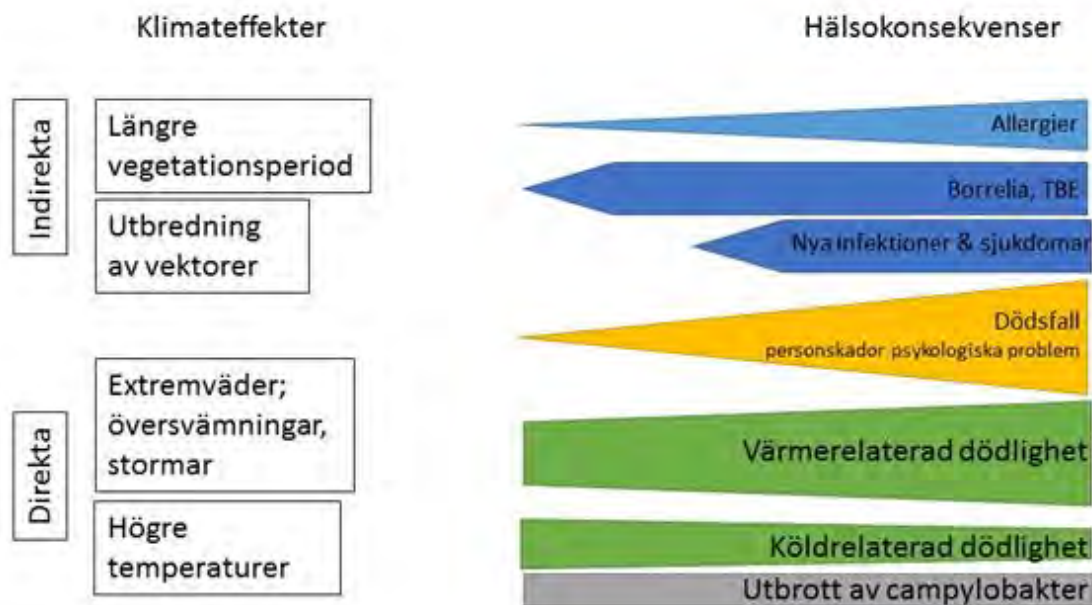 Klimateffekter
Hälsokonsekvenser
Indirekta
Längre
vegetationsperiod
Utbredning
av vektorer
Direkta
Extremväder;
översvämningar,
stormar
Högre
temperaturer
Allergier
Borrelia, TBE
Nya infektioner & sjukdomar
Dödsfall
personskador psykologiska problem
Värmerelaterad dödlighet
Köldrelaterad dödlighet
Utbrott av campylobakter